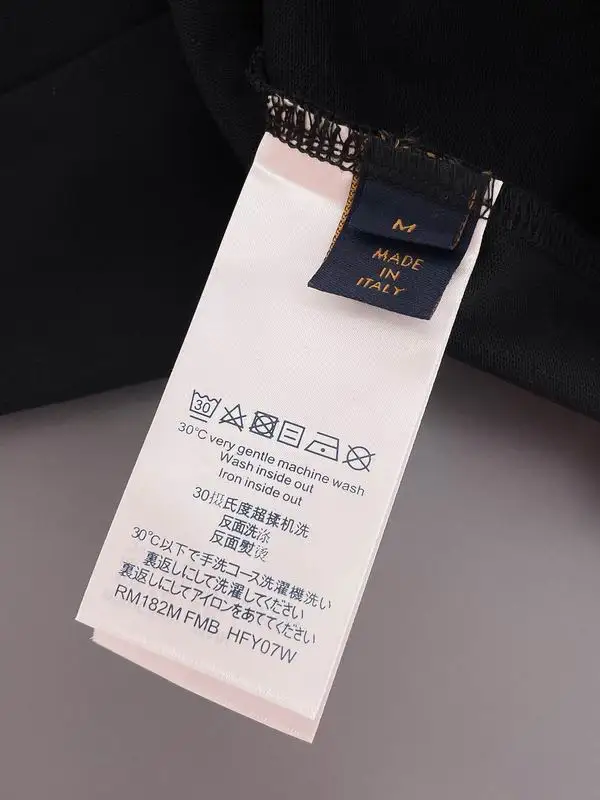 M
MADE
IN
ITALY
30
30°C very gentle machine wash
Wash inside out
Iron inside out
30摄氏度超揉机洗
反面洗涤
反面熨烫
30°C以下で手洗コース洗濯機洗い
裏返しにして洗濯してください
裏返しにしてアイロンをあててください
RM182M FMB HFY07W